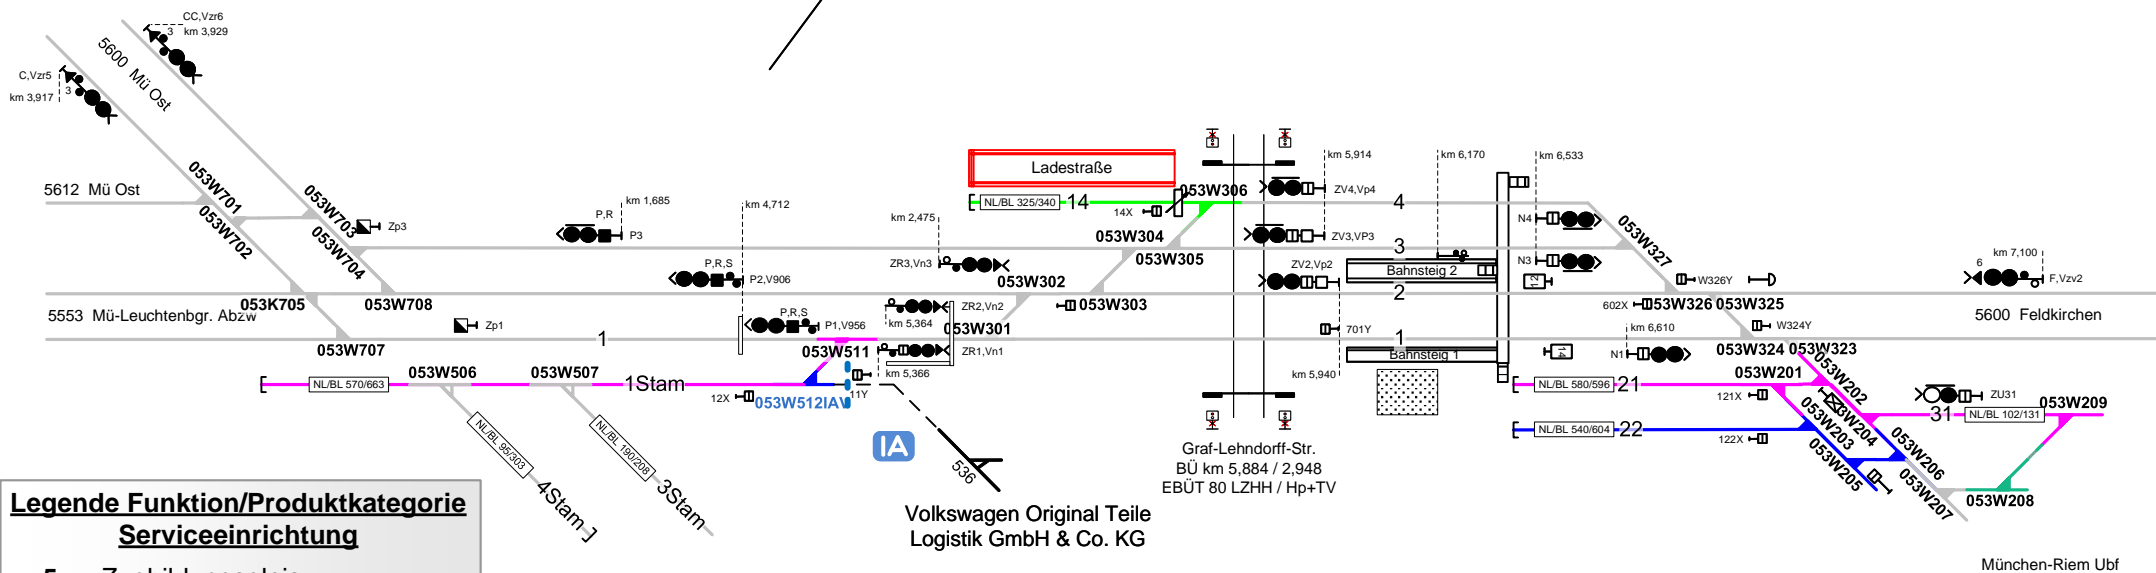 CC,Vzr6
3
km 3,929
5600 Mü Ost
C,Vzr5
3
km 3,917
053W701
053W702
053W703
053W704
5612 Mü Ost
Zp3
P,R
km 1,685
P3
km 4,712
P,R,S
P2,V906
053K705
053W708
5553 Mü-Leuchtenbgr. Abzw
Zp1
053W707
1
P,R,S
P1,V956
km 2,475
ZR3,Vn3
ZR2,Vn2
km 5,364
ZR1,Vn1
km 5,366
053W301
053W302
053W303
053W304
053W305
053W306
Ladestraße
NL/BL 325/340
14
14X
053W511
053W506
053W507
NL/BL 570/663
1Stam
12X
053W512IAV
11Y
NL/BL 95/303
4Stam
NL/BL 190/208
3Stam
IA
536
Volkswagen Original Teile
Logistik GmbH & Co. KG
km 5,914
ZV4,Vp4
ZV3,VP3
ZV2,Vp2
km 6,170
km 6,533
4
3
2
1
Bahnsteig 2
Bahnsteig 1
701Y
km 5,940
N4
N3
12
14
N1
km 6,610
Graf-Lehndorff-Str.
BÜ km 5,884 / 2,948
EBÜT 80 LZHH / Hp+TV
053W327
W326Y
602X
053W326
053W325
W324Y
053W324
053W323
6
km 7,100
F,Vzv2
5600 Feldkirchen
NL/BL 580/596
21
053W201
053W202
121X
NL/BL 540/604
22
122X
053W203
3W204
053W205
053W206
053W207
ZU31
31
NL/BL 102/131
053W209
053W208
München-Riem Ubf
Legende Funktion/Produktkategorie
Serviceeinrichtung